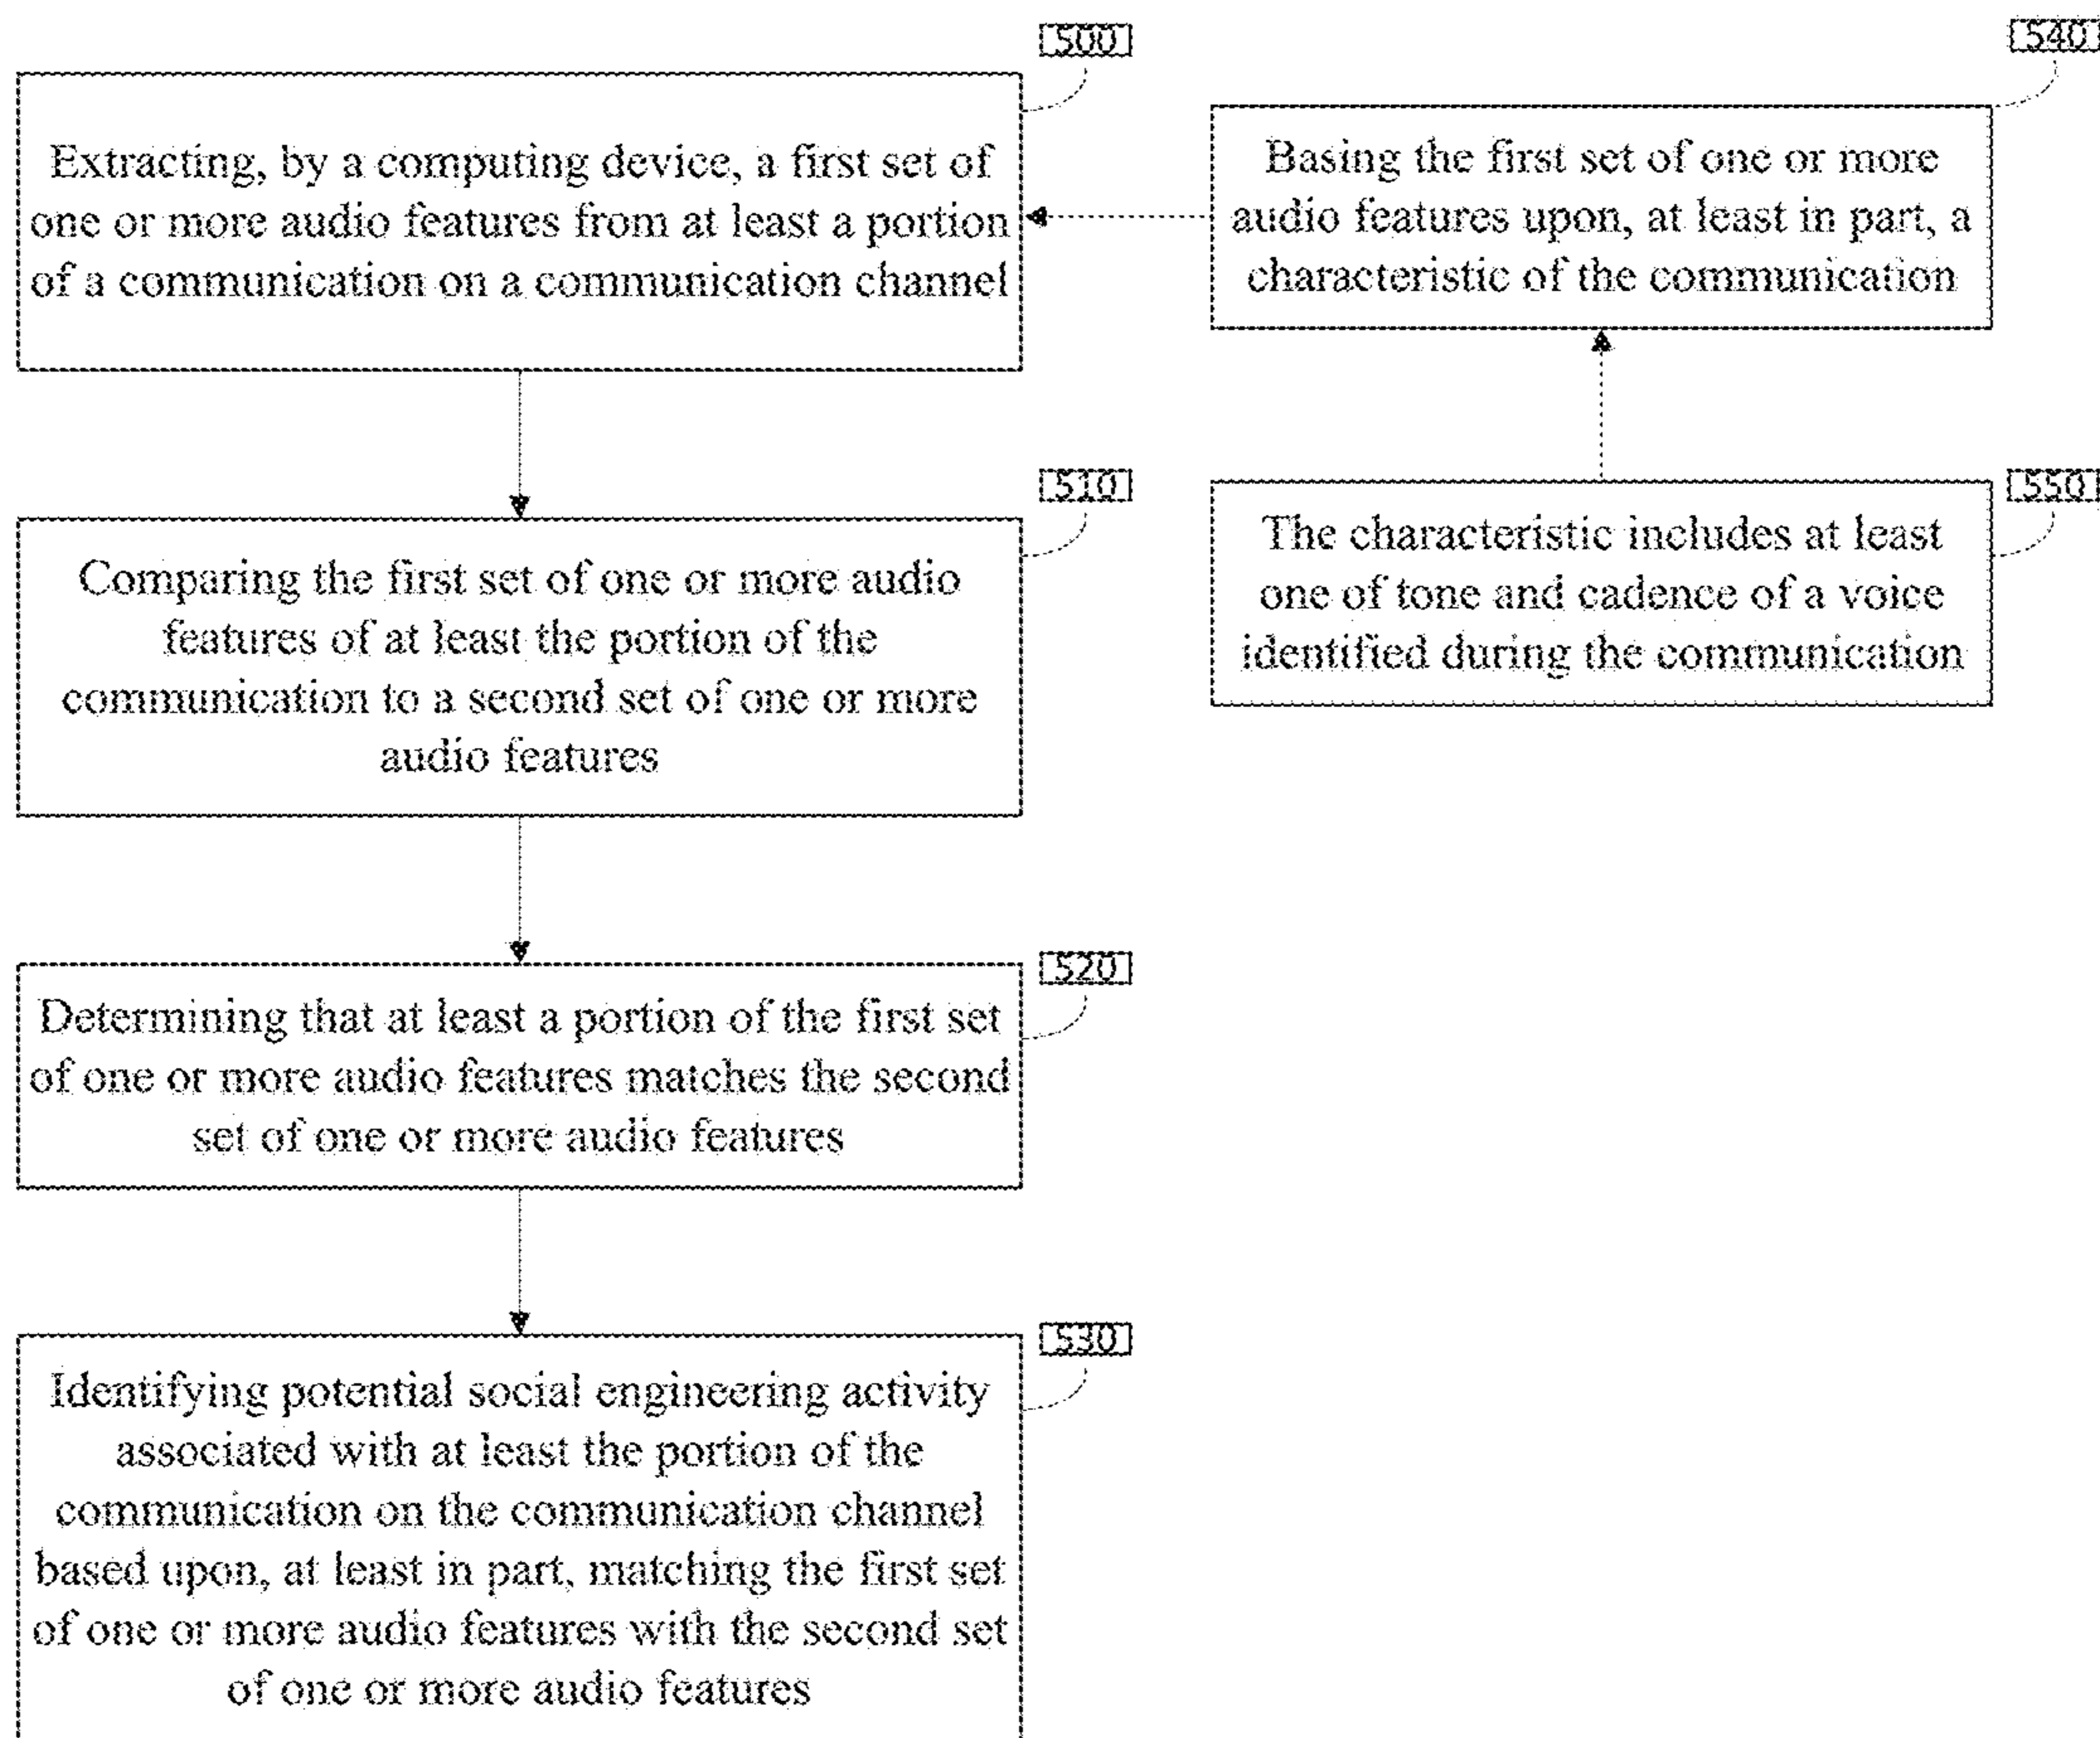 500
Extracting, by a computing device, a first set of
one or more audio features from at least a portion
of a communication on a communication channel
510
Comparing the first set of one or more audio
features of at least the portion of the
communication to a second set of one or more
audio features
520
Determining that at least a portion of the first set
of one or more audio features matches the second
set of one or more audio features
530
Identifying potential social engineering activity
associated with at least the portion of the
communication on the communication channel
based upon, at least in part, matching the first set
of one or more audio features with the second set
of one or more audio features
540
Basing the first set of one or more
audio features upon, at least in part, a
characteristic of the communication
550
The characteristic includes at least
one of tone and cadence of a voice
identified during the communication